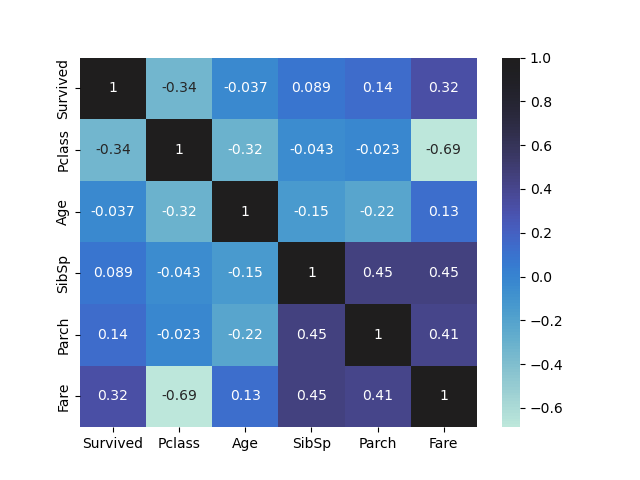 Survived 1 -0.34 -0.037 0.089 0.14 0.32
Pclass -0.34 1 -0.32 -0.043 -0.023 -0.69
Age -0.037 -0.32 1 -0.15 -0.22 0.13
SibSp 0.089 -0.043 -0.15 1 0.45 0.45
Parch 0.14 -0.023 -0.22 0.45 1 0.41
Fare 0.32 -0.69 0.13 0.45 0.41 1
Survived Pclass Age SibSp Parch Fare
1.0
0.8
0.6
0.4
0.2
0.0
−0.2
−0.4
−0.6